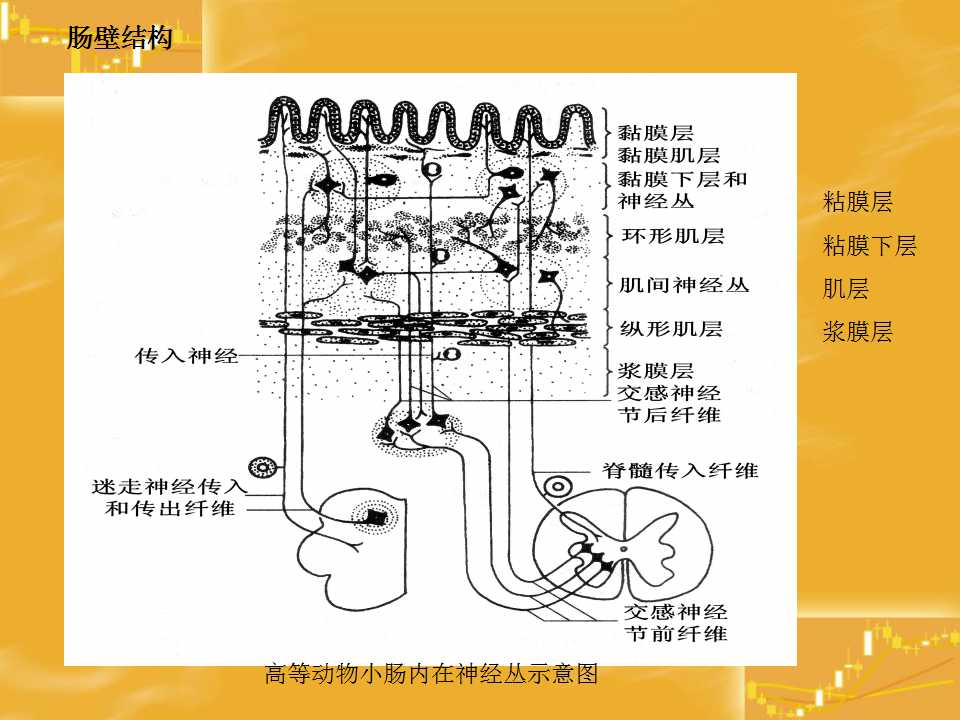 肠壁结构
黏膜层
黏膜肌层
黏膜下层和
神经丛
环形肌层
肌间神经丛
纵形肌层
传入神经
浆膜层
交感神经
节后纤维
脊髓传入纤维
迷走神经传入
和传出纤维
交感神经
节前纤维
粘膜层
粘膜下层
肌层
浆膜层
高等动物小肠内在神经丛示意图